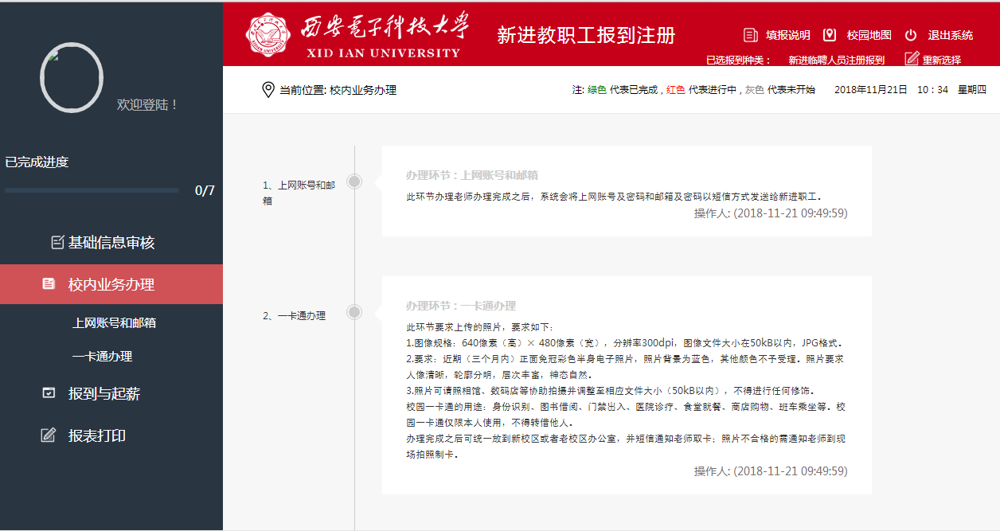 西安电子科技大学
XIDIAN UNIVERSITY
新进教职工报到注册
填报说明
校园地图
退出系统
已选报到种类：
新进临聘人员注册报到
重新选择
欢迎登陆！
当前位置: 校内业务办理
注: 绿色 代表已完成 , 红色 代表进行中 , 灰色 代表未开始
2018年11月21日 10：34 星期四
已完成进度
0/7
基础信息审核
校内业务办理
上网账号和邮箱
一卡通办理
报到与起薪
报表打印
1、上网账号和邮
箱
办理环节 : 上网账号和邮箱
此环节办理老师办理完成之后，系统会将上网账号及密码和邮箱及密码以短信方式发送给新进职工。
操作人: (2018-11-21 09:49:59)
2、一卡通办理
办理环节 : 一卡通办理
此环节要求上传的照片，要求如下:
1.图像规格：640像素（高）× 480像素（宽），分辨率300dpi，图像文件大小在50kB以内，JPG格式。
2.要求：近期（三个月内）正面免冠彩色半身电子照片，照片背景为蓝色，其他颜色不予受理。照片要求
人像清晰，轮廓分明，层次丰富，神态自然。
3.照片可请照相馆、数码店等协助拍摄并调整至相应文件大小（50kB以内），不得进行任何修饰。
校园一卡通的用途：身份识别、图书借阅、门禁出入、医院诊疗、食堂就餐、商店购物、班车乘坐等。校
园一卡通仅限本人使用，不得转借他人。
办理完成之后可统一放到新校区或者老校区办公室，并短信通知老师取卡；照片不合格的需通知老师到现
场拍照制卡。
操作人: (2018-11-21 09:49:59)